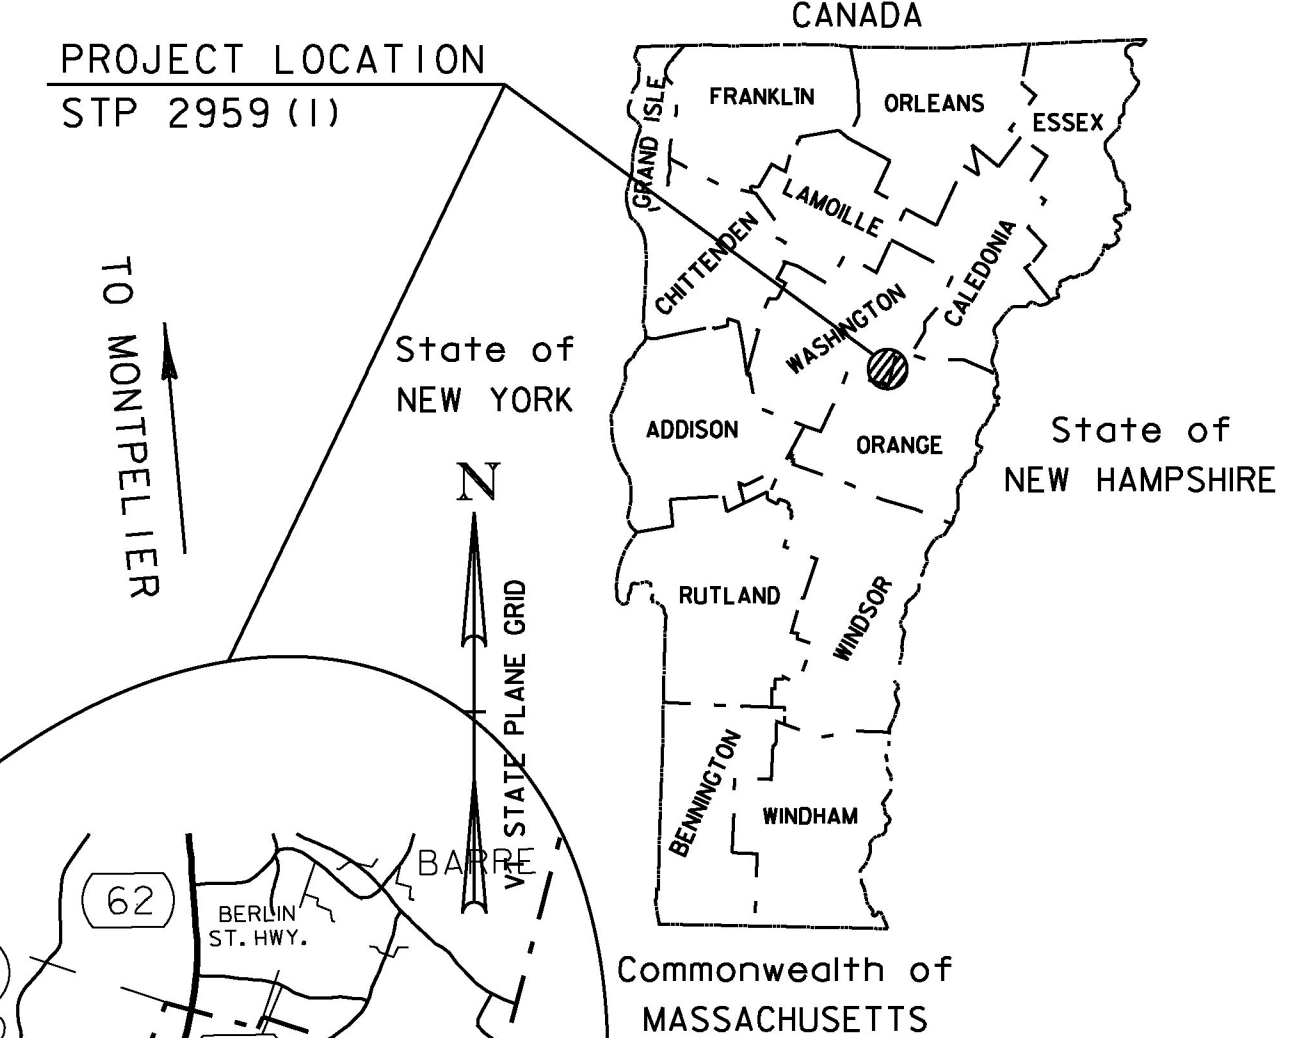 CANADA
PROJECT LOCATION
STP 2959 (1)
GRAND ISLE
FRANKLIN
ORLEANS
ESSEX
LAMOILLE
CHITTENDEN
CALEDONIA
WASHINGTON
TO MONTPELIER
State of
NEW YORK
ADDISON
ORANGE
State of
NEW HAMPSHIRE
N
VT STATE PLANE GRID
RUTLAND
WINDSOR
BENNINGTON
WINDHAM
BARRE
62
BERLIN
ST. HWY.
Commonwealth of
MASSACHUSETTS